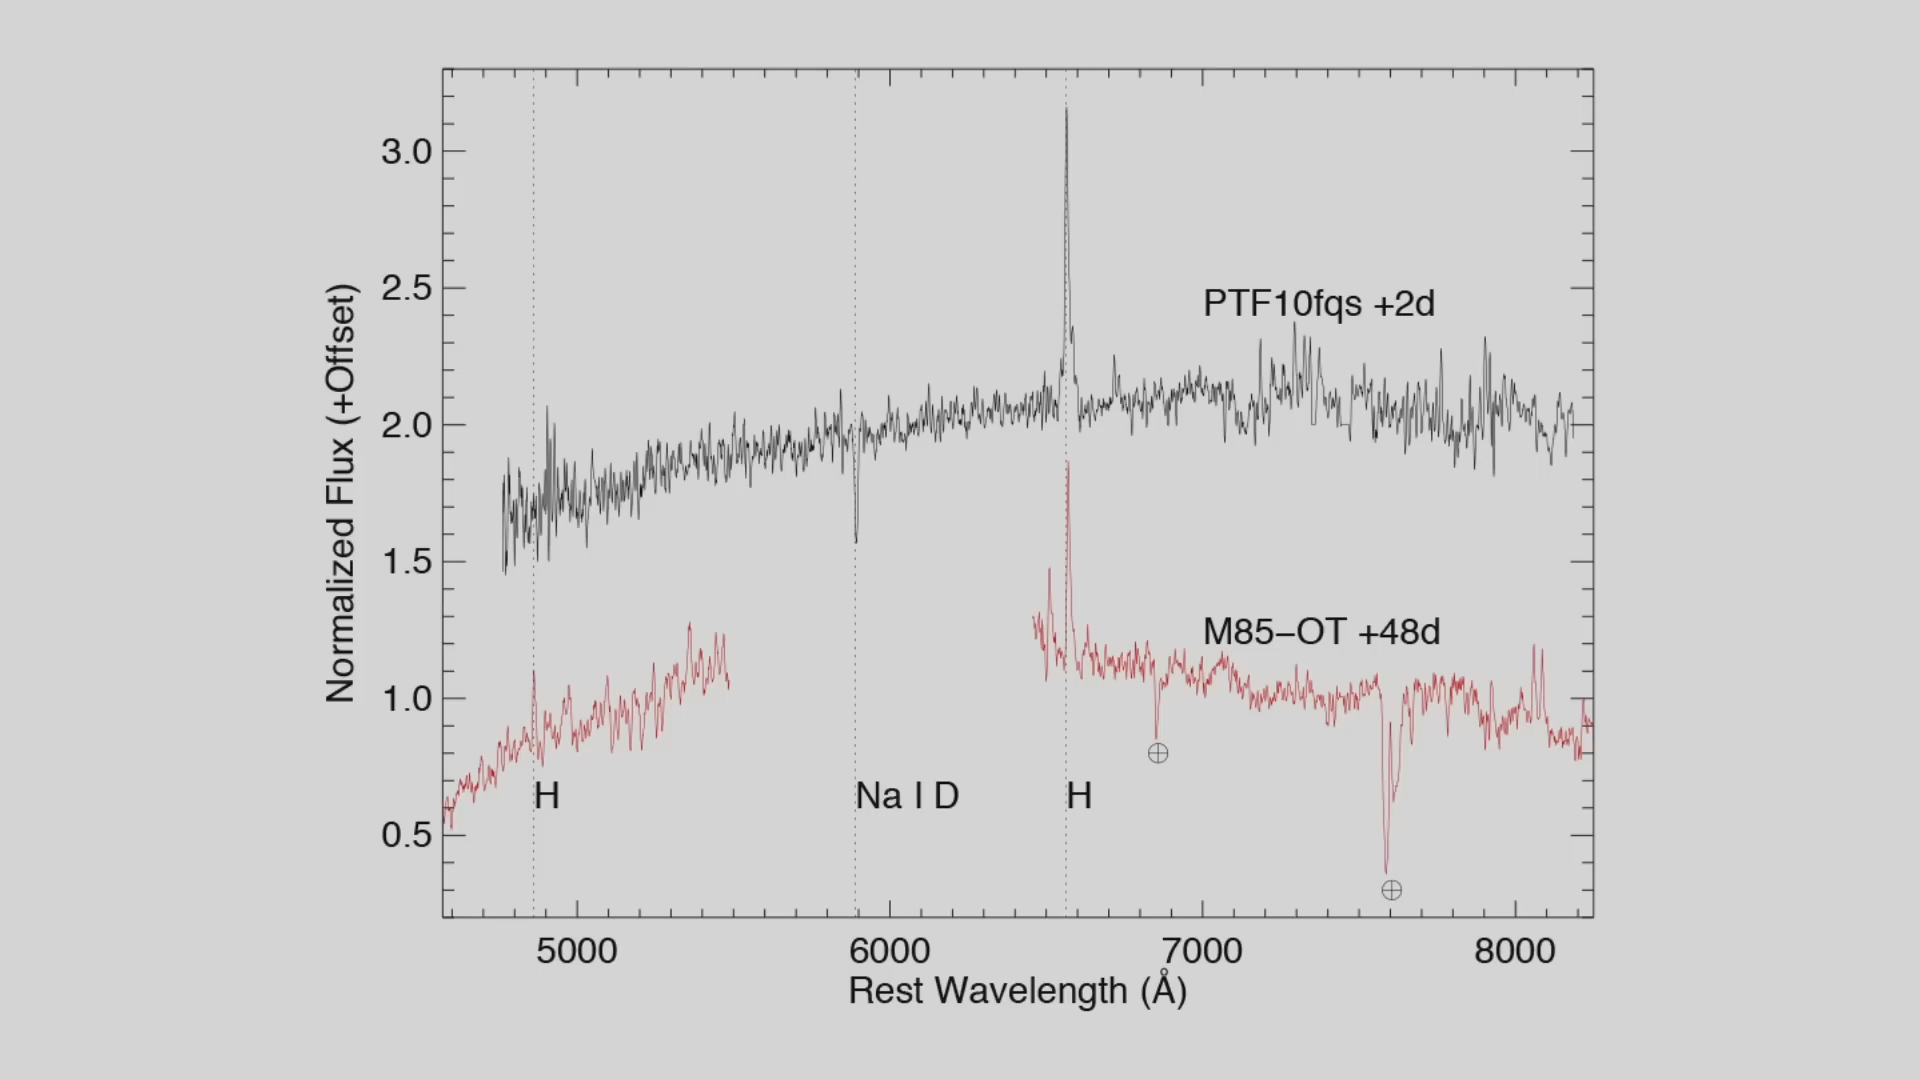 3.0
2.5
PTF10fqs +2d
2.0
1.5
M85−OT +48d
1.0
H
Na I D
H
0.5
5000
6000
7000
8000
Rest Wavelength (Å)
Normalized Flux (+Offset)